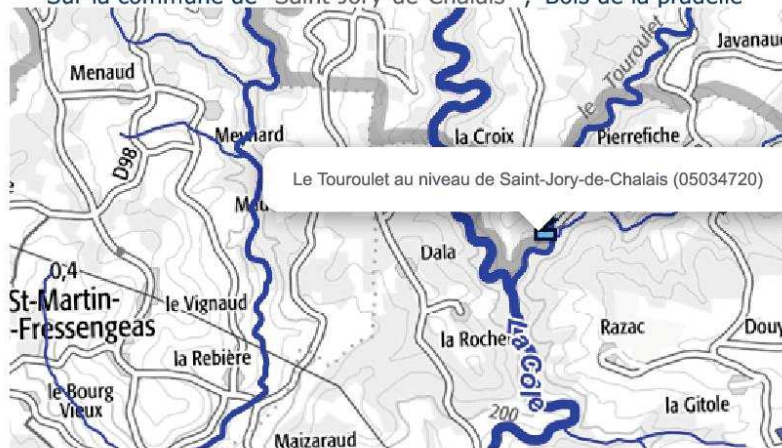 Sur la commune de "Saint-Jory-de-Chalais", Bois de la pradelle
le Touroulet
Javanaud
Menaud
Meynard
la Croix
Pierrefiche
D98
Le Touroulet au niveau de Saint-Jory-de-Chalais (05034720)
Dala
0,4
St-Martin-
-Fressengeas
le Vignaud
la Roche
La Côle
Razac
Douy
la Rebière
le Bourg
Vieux
la Gitole
200
Maizaraud